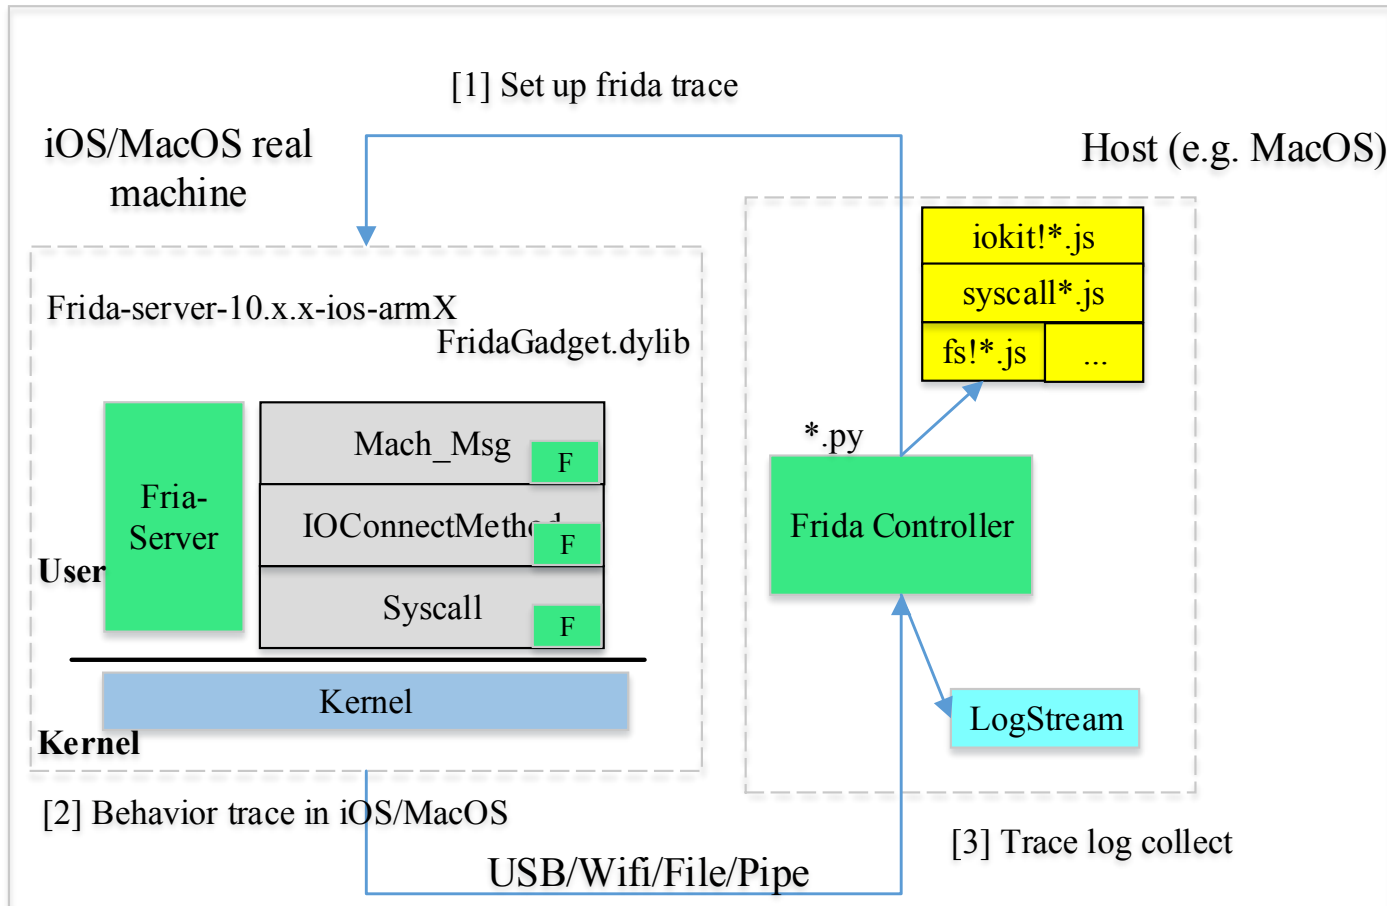 [1] Set up frida trace
iOS/MacOS real
machine
Host (e.g. MacOS)
iokit!*.js
syscall*.js
fs!*.js
...
Frida-server-10.x.x-ios-armX
FridaGadget.dylib
*.py
Mach_Msg
F
Fria-
Server
IOConnectMethod
F
Frida Controller
User
Syscall
F
Kernel
LogStream
Kernel
[2] Behavior trace in iOS/MacOS
[3] Trace log collect
USB/Wifi/File/Pipe